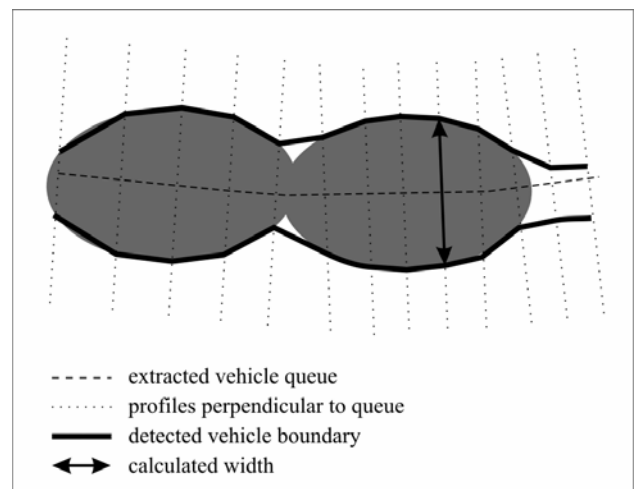 extracted vehicle queue
profiles perpendicular to queue
detected vehicle boundary
calculated width